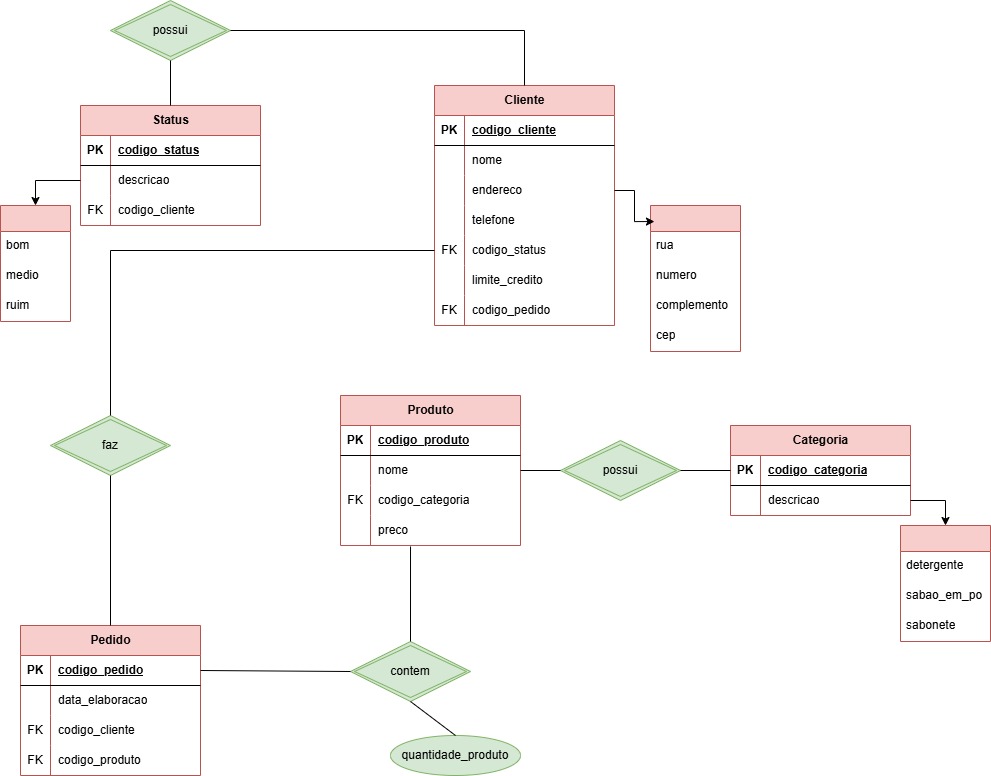 possui
Status
PK codigo_status
descricao
FK codigo_cliente
bom
medio
ruim
Cliente
PK codigo_cliente
nome
endereco
telefone
FK codigo_status
limite_credito
FK codigo_pedido
rua
numero
complemento
cep
faz
Produto
PK codigo_produto
nome
FK codigo_categoria
preco
possui
Categoria
PK codigo_categoria
descricao
detergente
sabao_em_po
sabonete
Pedido
PK codigo_pedido
data_elaboracao
FK codigo_cliente
FK codigo_produto
contem
quantidade_produto